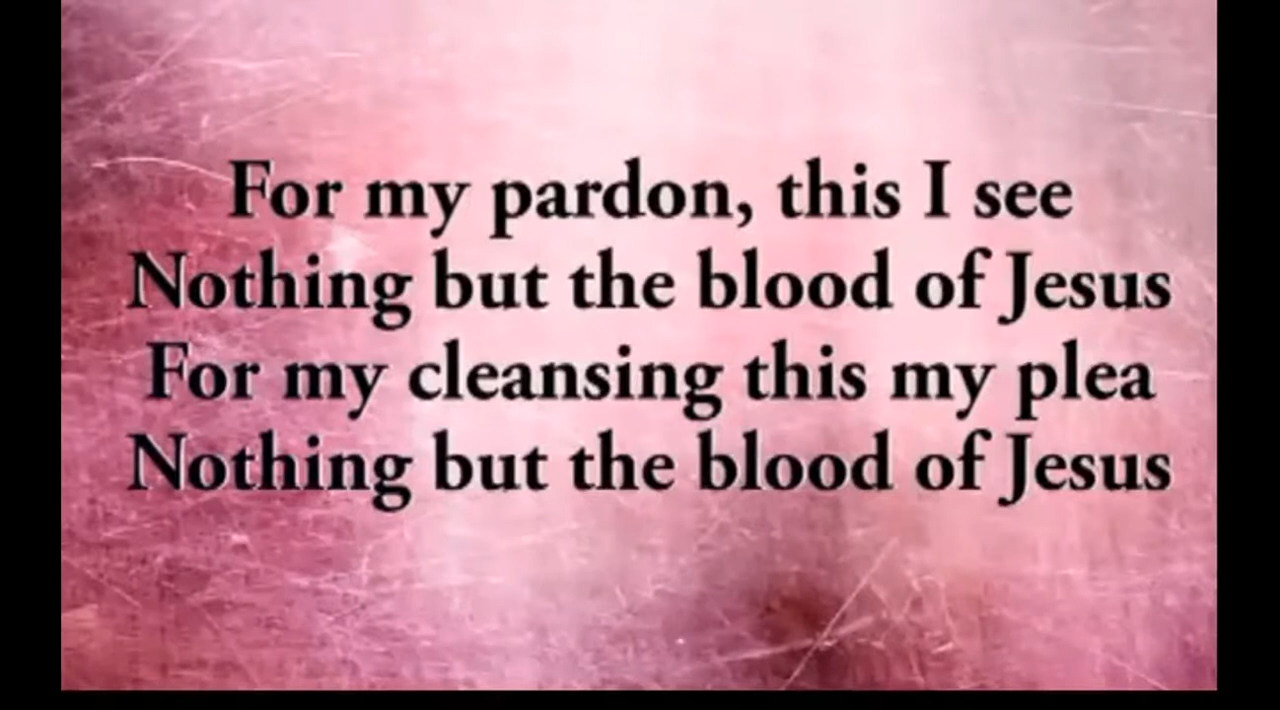 For my pardon, this I see
Nothing but the blood of Jesus
For my cleansing this my plea
Nothing but the blood of Jesus